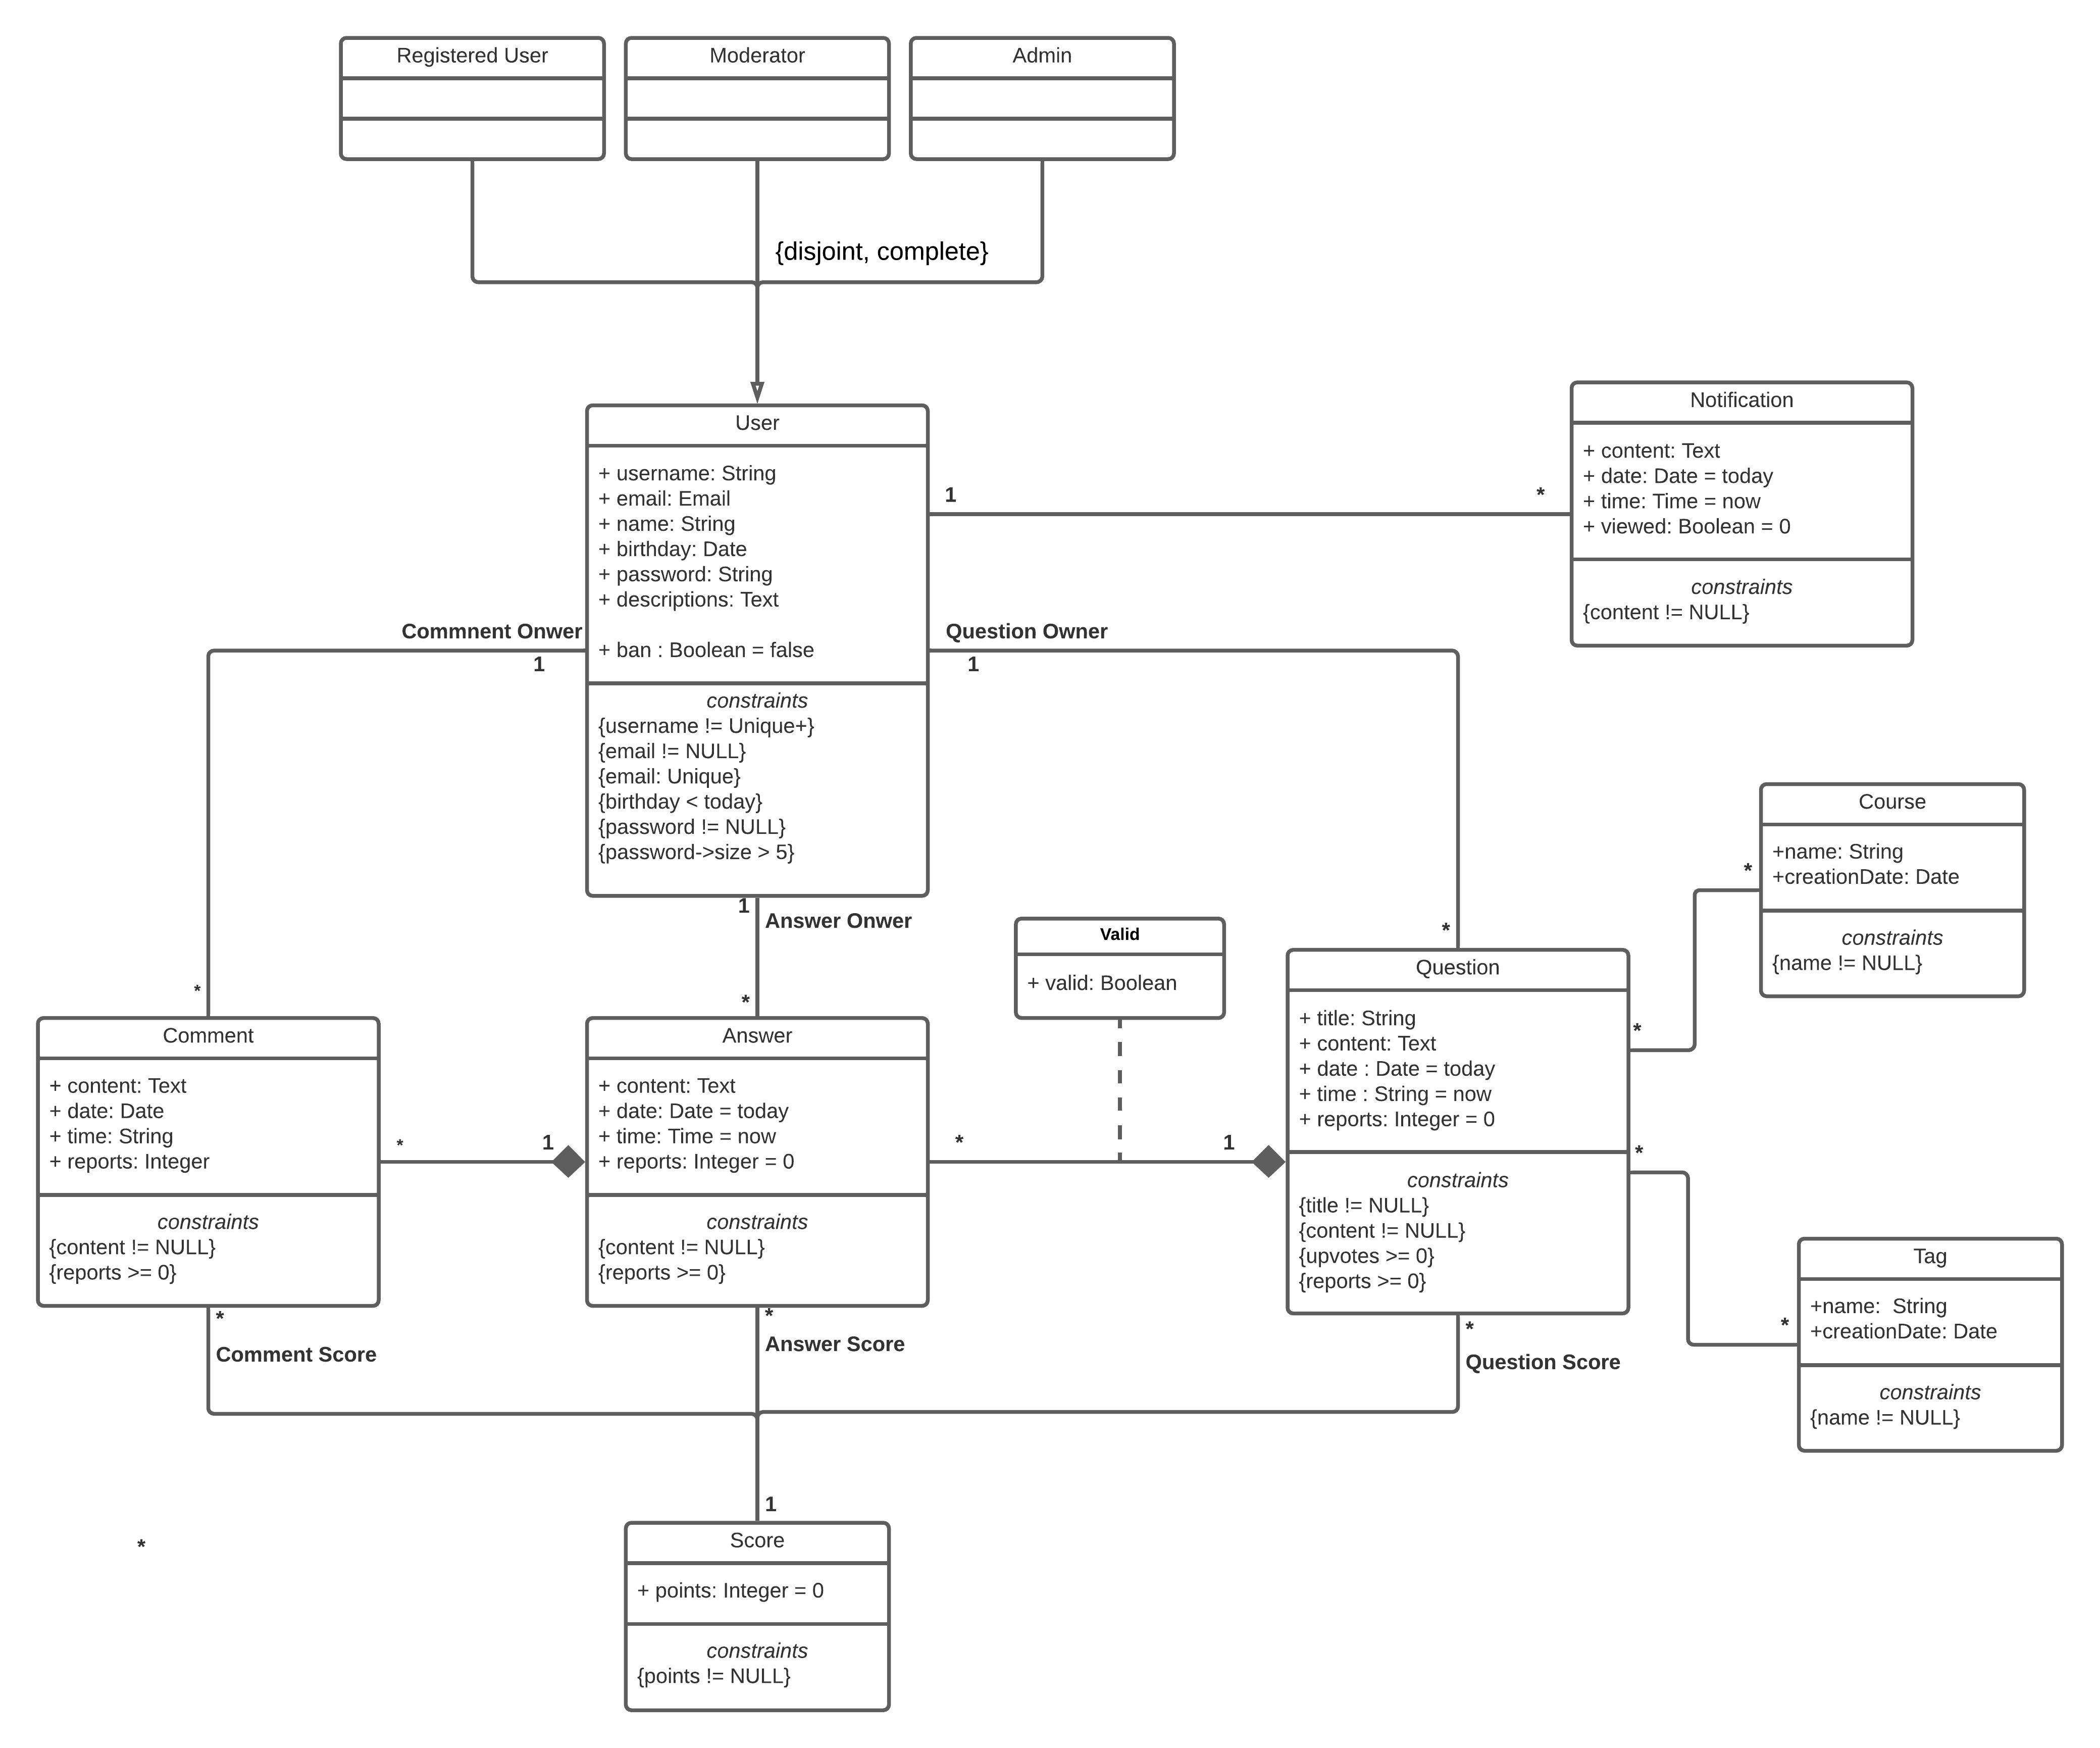 Registered User
Moderator
Admin
{disjoint, complete}
User
+ username: String
+ email: Email
+ name: String
+ birthday: Date
+ password: String
+ descriptions: Text
+ ban : Boolean = false
constraints
{username != Unique+}
{email != NULL}
{email: Unique}
{birthday < today}
{password != NULL}
{password->size > 5}
1
*
Notification
+ content: Text
+ date: Date = today
+ time: Time = now
+ viewed: Boolean = 0
constraints
{content != NULL}
Commnent Onwer
1
*
Question Owner
1
*
1
Answer Onwer
*
Valid
+ valid: Boolean
Course
+name: String
+creationDate: Date
constraints
{name != NULL}
*
*
Comment
+ content: Text
+ date: Date
+ time: String
+ reports: Integer
constraints
{content != NULL}
{reports >= 0}
*
1
Answer
+ content: Text
+ date: Date = today
+ time: Time = now
+ reports: Integer = 0
constraints
{content != NULL}
{reports >= 0}
*
1
Question
+ title: String
+ content: Text
+ date : Date = today
+ time : String = now
+ reports: Integer = 0
constraints
{title != NULL}
{content != NULL}
{upvotes >= 0}
{reports >= 0}
*
*
Tag
+name:  String
+creationDate: Date
constraints
{name != NULL}
*
Comment Score
*
Answer Score
*
Question Score
1
*
Score
+ points: Integer = 0
constraints
{points != NULL}